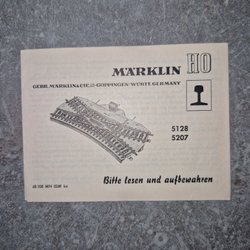 MÄRKLIN HO
GEBR. MÄRKLIN & CIE. GÖPPINGEN-WÜRTT. GERMANY
5128
5207
Bitte lesen und aufbewahren